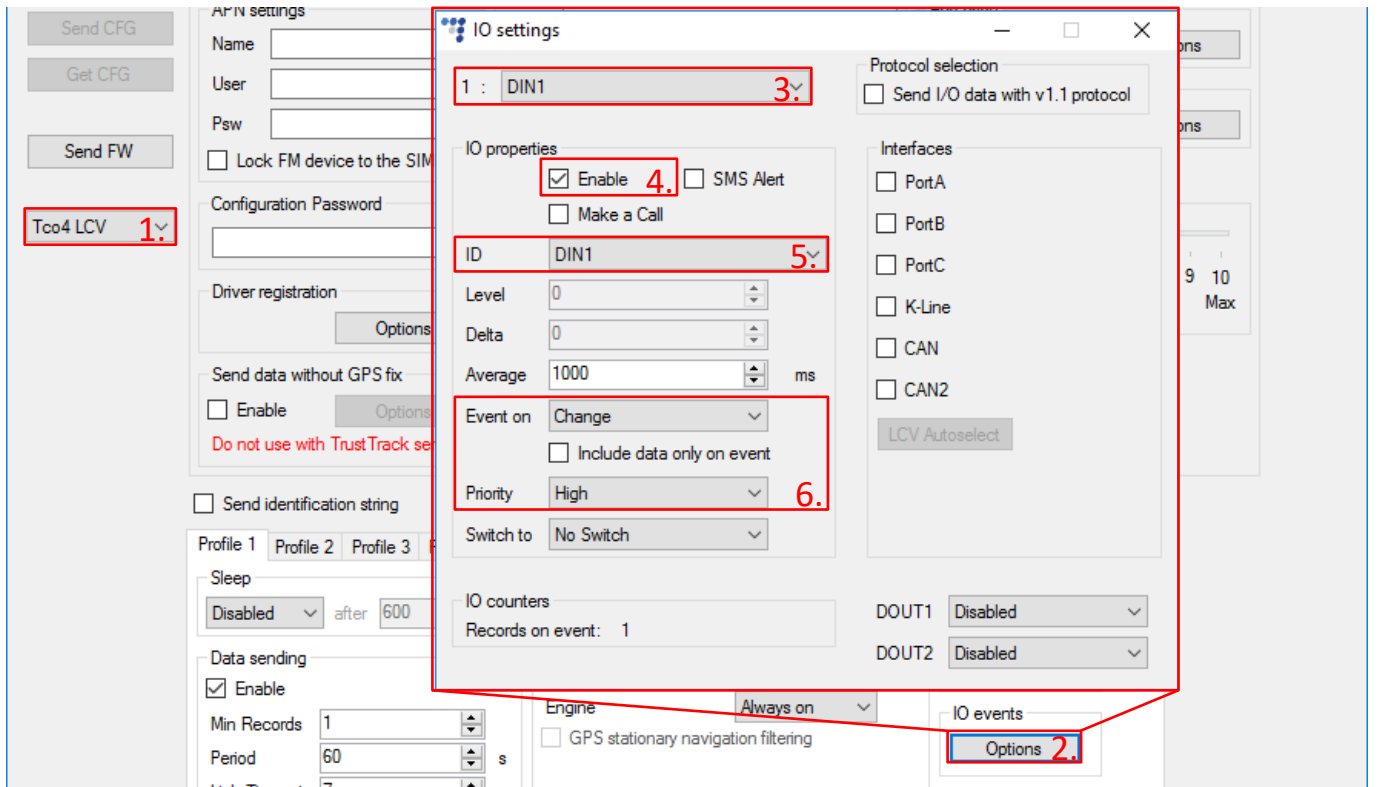 APN settings
Send CFG
Name
Get CFG
User
Psw
Send FW
Lock FM device to the SIM
Configuration Password
Tco4 LCV
1.
Driver registration
Options
Send data without GPS fix
Enable
Options
Do not use with TrustTrack
Send identification string
Profile 1 Profile 2 Profile 3
Sleep
Disabled after 600
Data sending
Enable
Min Records 1
Period 60 s
IO settings
1 : DIN1 3.
Protocol selection
Send I/O data with v1.1 protocol
IO properties
Enable 4. SMS Alert
Make a Call
ID DIN1 5.
Level 0
Delta 0
Average 1000 ms
Event on Change
Include data only on event
Priority High 6.
Switch to No Switch
IO counters
Records on event: 1
Interfaces
PortA
PortB
PortC
K-Line
CAN
CAN2
LCV Autoselect
DOUT1 Disabled
DOUT2 Disabled
9 10
Max
Engine Always on
GPS stationary navigation filtering
IO events
Options 2.